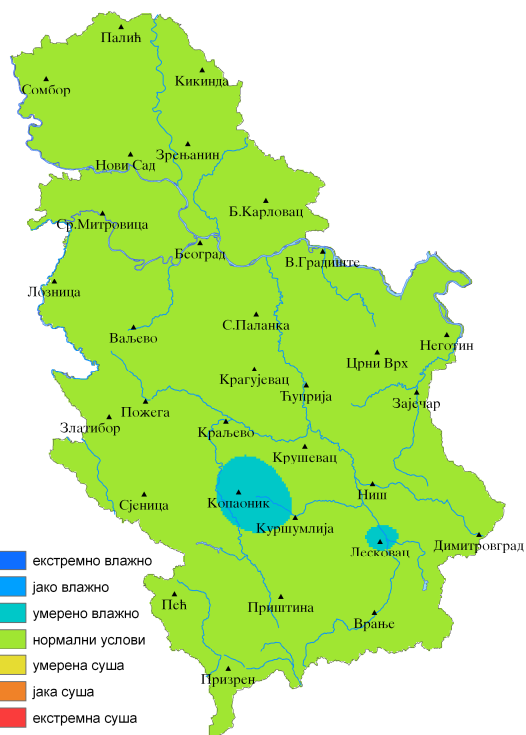 Палић
Кикинда
Сомбор
Зрењанин
Нови Сад
Б.Карловац
Ср.Митровица
Београд
В.Градиште
Лозница
С.Паланка
Ваљево
Неготин
Црни Врх
Крагујевац
Ћуприја
Зајечар
Пожега
Златибор
Краљево
Крушевац
Ниш
Копаоник
Сјеница
Куршумлија
Димитровград
Лесковац
Пећ
Приштина
Врање
Призрен
екстремно влажно
јако влажно
умерено влажно
нормални услови
умерена суша
јака суша
екстремна суша